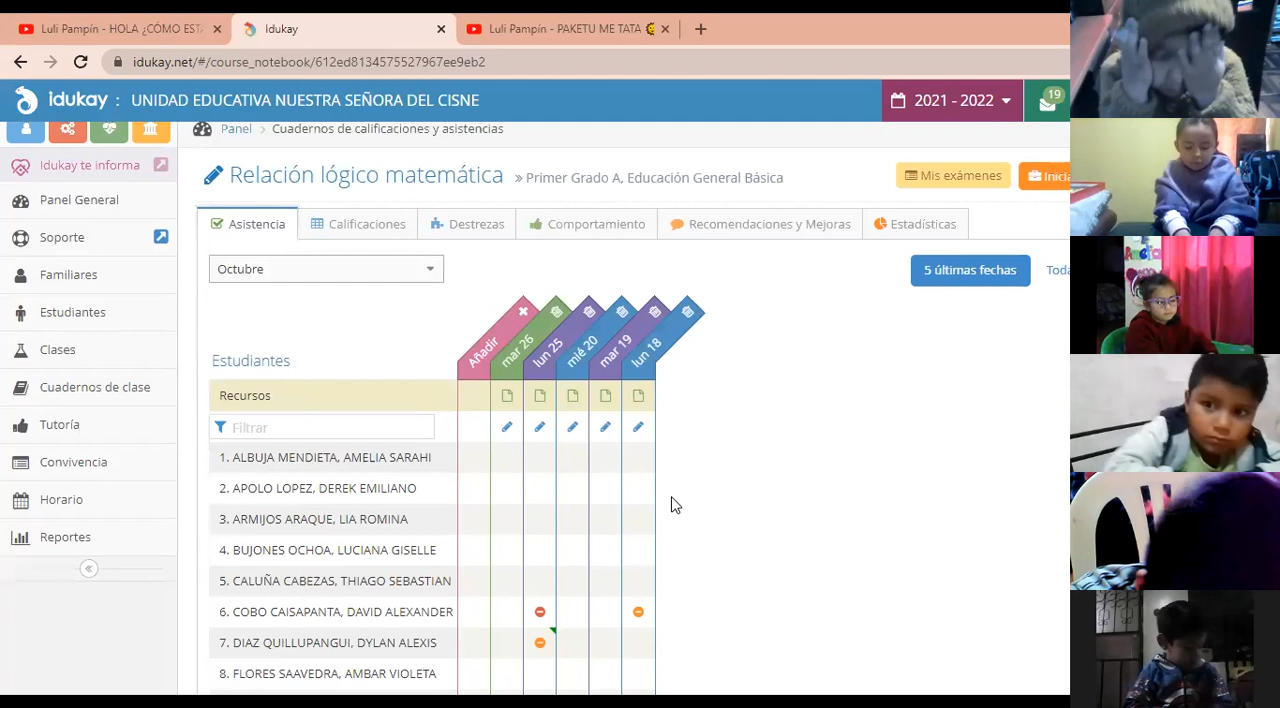 Luli Pampín - HOLA ¿CÓMO EST
Idukay
Luli Pampín - PAKETU ME TATA
idukay.net/#/course_notebook/612ed8134575527967ee9eb2
idukay : UNIDAD EDUCATIVA NUESTRA SEÑORA DEL CISNE
2021 - 2022
19
Panel > Cuadernos de calificaciones y asistencias
Idukay te informa
Panel General
Soporte
Familiares
Estudiantes
Clases
Cuadernos de clase
Tutoría
Convivencia
Horario
Reportes
Relación lógico matemática » Primer Grado A, Educación General Básica
Mis exámenes
Inicia
Asistencia
Calificaciones
Destrezas
Comportamiento
Recomendaciones y Mejoras
Estadísticas
Octubre
5 últimas fechas
Toda
Añadir
mar 26
lun 25
mié 20
mar 19
lun 18
Estudiantes
Recursos
Filtrar
1. ALBUJA MENDIETA, AMELIA SARAHI
2. APOLO LOPEZ, DEREK EMILIANO
3. ARMIJOS ARAQUE, LIA ROMINA
4. BUJONES OCHOA, LUCIANA GISELLE
5. CALUÑA CABEZAS, THIAGO SEBASTIAN
6. COBO CAISAPANTA, DAVID ALEXANDER
7. DIAZ QUILLUPANGUI, DYLAN ALEXIS
8. FLORES SAAVEDRA, AMBAR VIOLETA